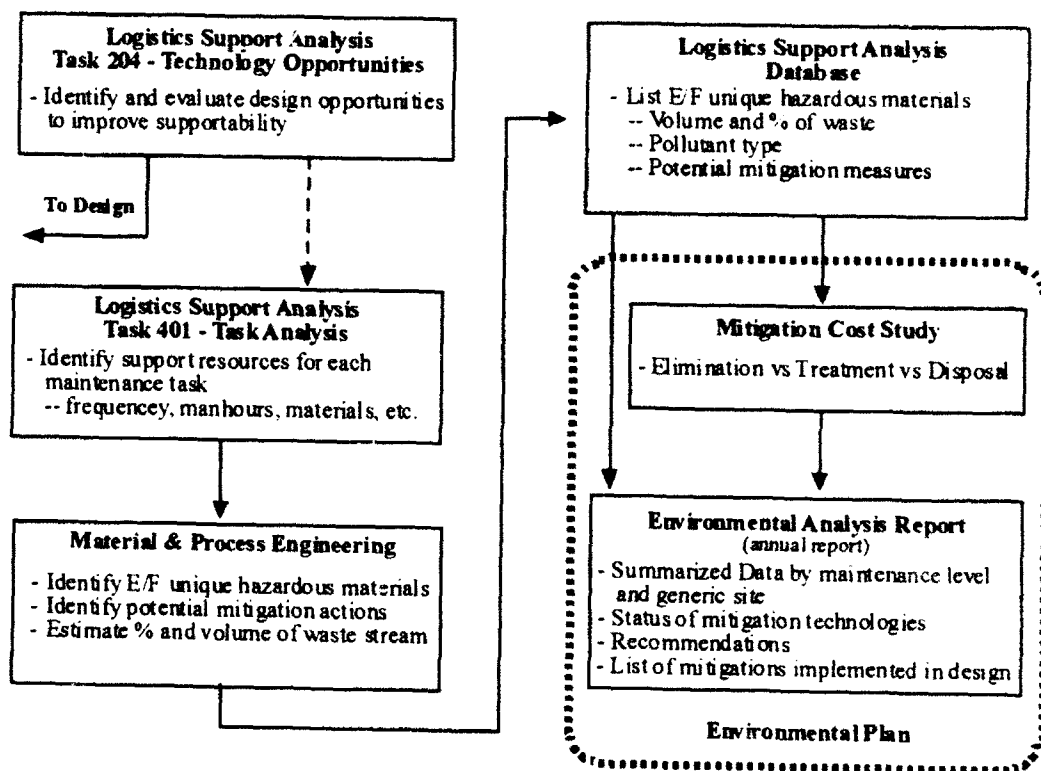 Logistics Support Analysis
Task 204 - Technology Opportunities
- Identify and evaluate design opportunities
to improve supportability
To Design
Logistics Support Analysis
Task 401 - Task Analysis
- Identify support resources for each
maintenance task
-- frequencey, manhours, materials, etc.
Material & Process Engineering
- Identify E/F unique hazardous materials
- Identify potential mitigation actions
- Estimate % and volume of waste stream
Logistics Support Analysis
Database
- List E/F unique hazardous materials
-- Volume and % of waste
-- Pollutant type
-- Potential mitigation measures
Mitigation Cost Study
- Elimination vs Treatment vs Disposal
Environmental Analysis Report
(annual report)
- Summarized Data by maintenance level
and generic site
- Status of mitigation technologies
- Recommendations
- List of mitigations implemented in design
Environmental Plan